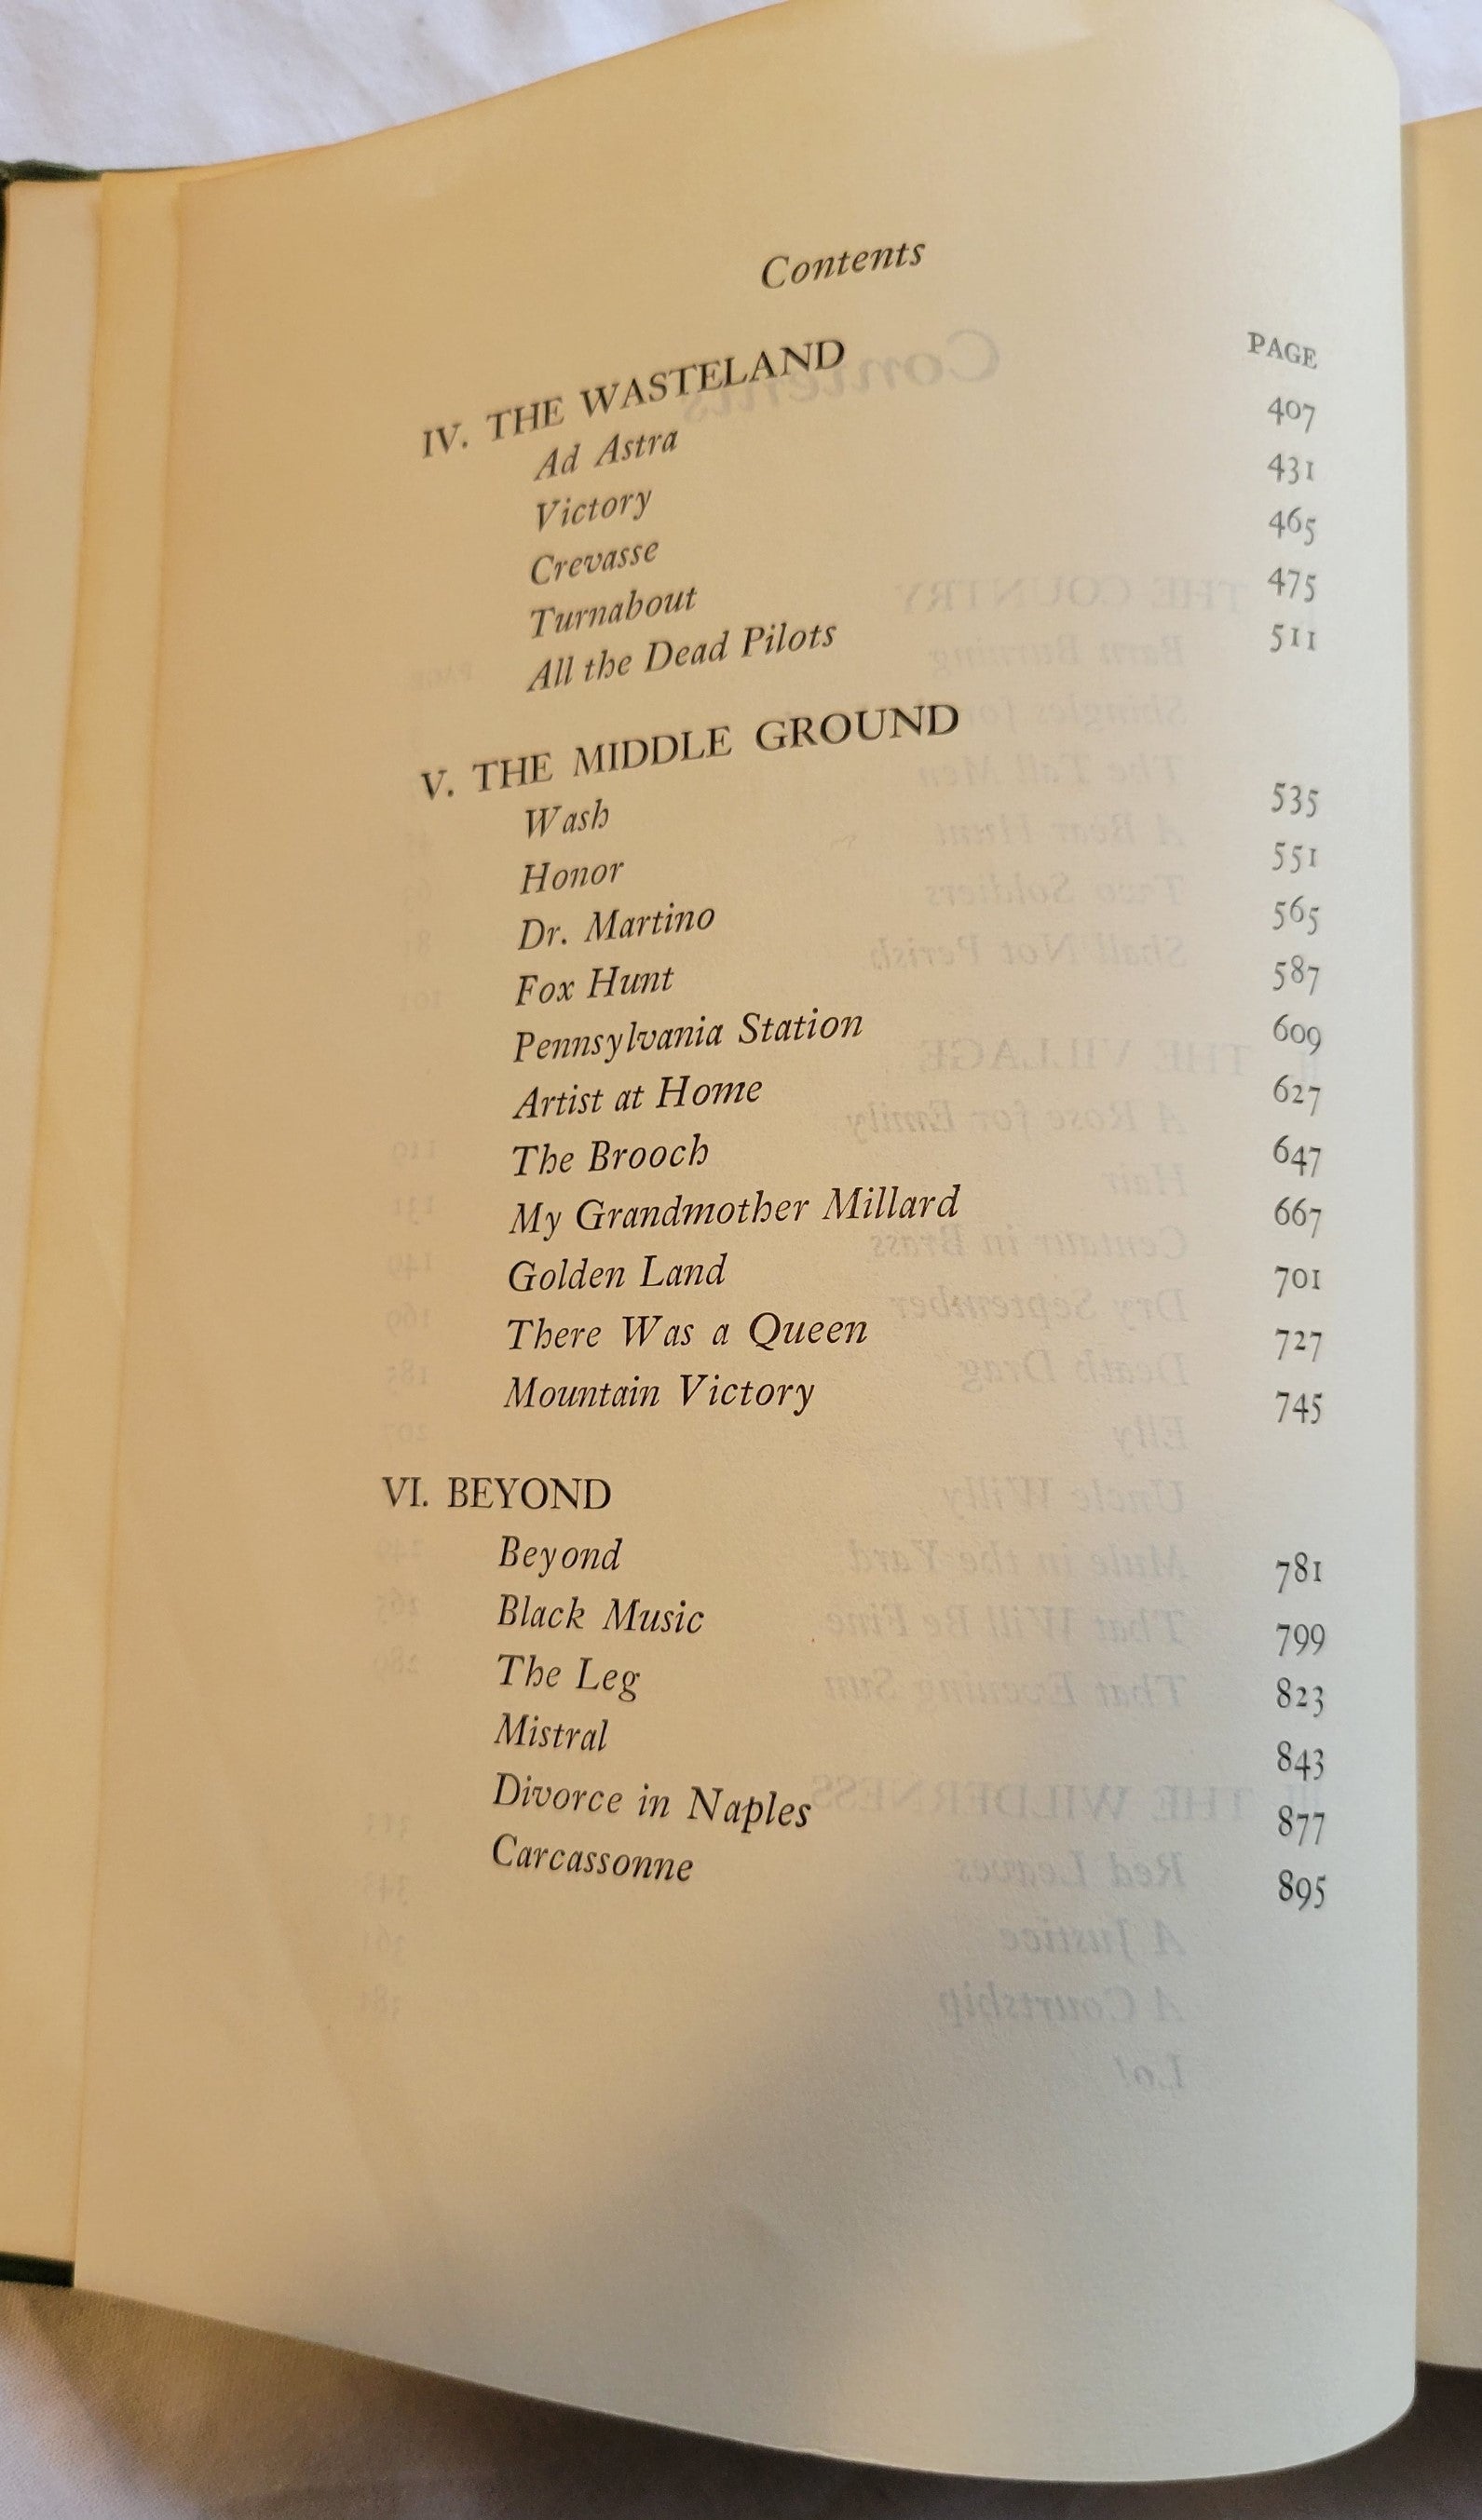 Contents
PAGE
IV. THE WASTELAND
Ad Astra 407
Victory 431
Crevasse 465
Turnabout 475
All the Dead Pilots 511
V. THE MIDDLE GROUND
Wash 535
Honor 551
Dr. Martino 565
Fox Hunt 587
Pennsylvania Station 609
Artist at Home 627
The Brooch 647
My Grandmother Millard 667
Golden Land 701
There Was a Queen 727
Mountain Victory 745
VI. BEYOND
Beyond 781
Black Music 799
The Leg 823
Mistral 843
Divorce in Naples 877
Carcassonne 895